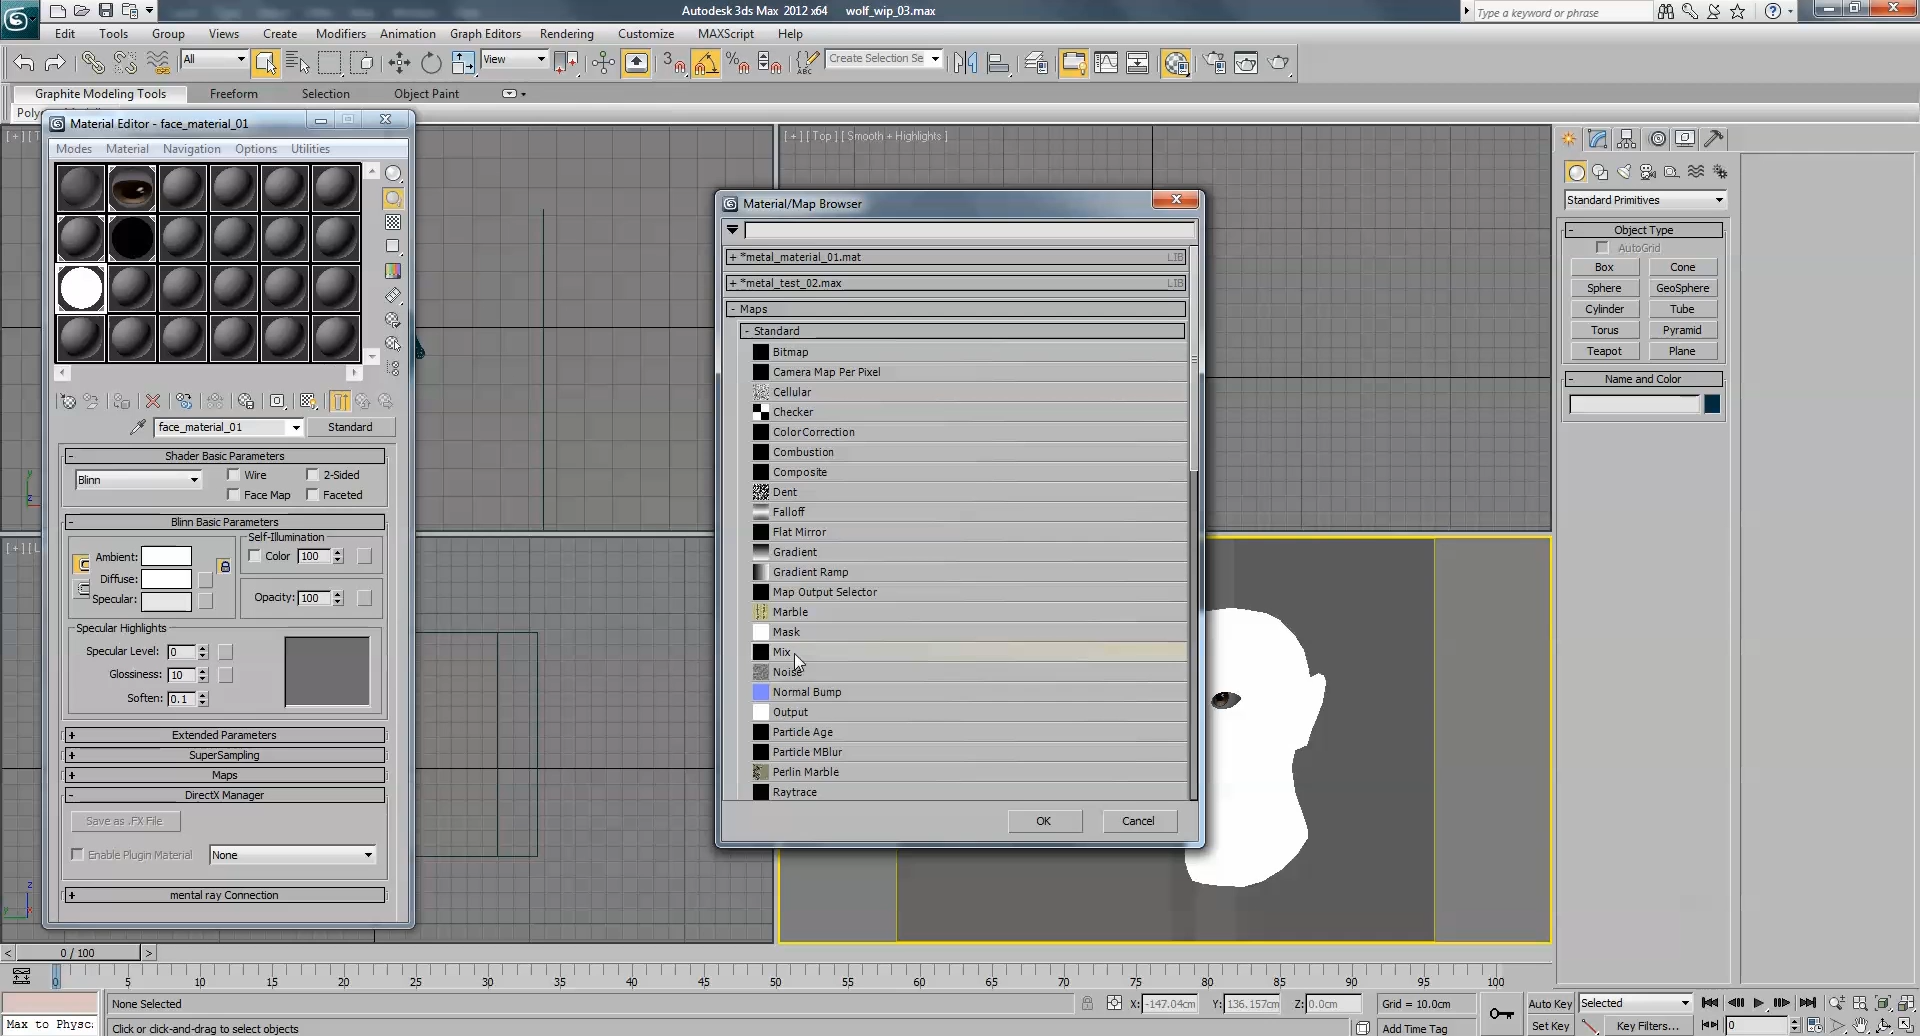 Autodesk 3ds Max 2012 x64 wolf_wip_03.max
Type a keyword or phrase
Edit Tools Group Views Create Modifiers Animation Graph Editors Rendering Customize MAXScript Help
All
View
3
ABC
Create Selection Se
Graphite Modeling Tools Freeform Selection Object Paint
Material Editor - face_material_01
Modes Material Navigation Options Utilities
face_material_01 Standard
- Shader Basic Parameters
Blinn
Wire 2-Sided
Face Map Faceted
- Blinn Basic Parameters
Ambient:
Diffuse:
Specular:
Self-Illumination
Color 100
Opacity: 100
Specular Highlights
Specular Level: 0
Glossiness: 10
Soften: 0.1
+ Extended Parameters
+ SuperSampling
+ Maps
- DirectX Manager
Save as .FX File
Enable Plugin Material None
+ mental ray Connection
[ + ] [ Top ] [ Smooth + Highlights ]
Material/Map Browser
+ *metal_material_01.mat LIB
+ *metal_test_02.max LIB
- Maps
- Standard
Bitmap
Camera Map Per Pixel
Cellular
Checker
ColorCorrection
Combustion
Composite
Dent
Falloff
Flat Mirror
Gradient
Gradient Ramp
Map Output Selector
Marble
Mask
Mix
Noise
Normal Bump
Output
Particle Age
Particle MBlur
Perlin Marble
Raytrace
OK Cancel
Standard Primitives
- Object Type
AutoGrid
Box Cone
Sphere GeoSphere
Cylinder Tube
Torus Pyramid
Teapot Plane
- Name and Color
< 0 / 100 >
0 5 10 15 20 25 30 35 40 45 50 55 60 65 70 75 80 85 90 95 100
None Selected
X: -147.04cm Y: 136.157cm Z: 0.0cm
Grid = 10.0cm
Auto Key Selected
Max to Physc:
Click or click-and-drag to select objects
Add Time Tag
Set Key Key Filters... 0